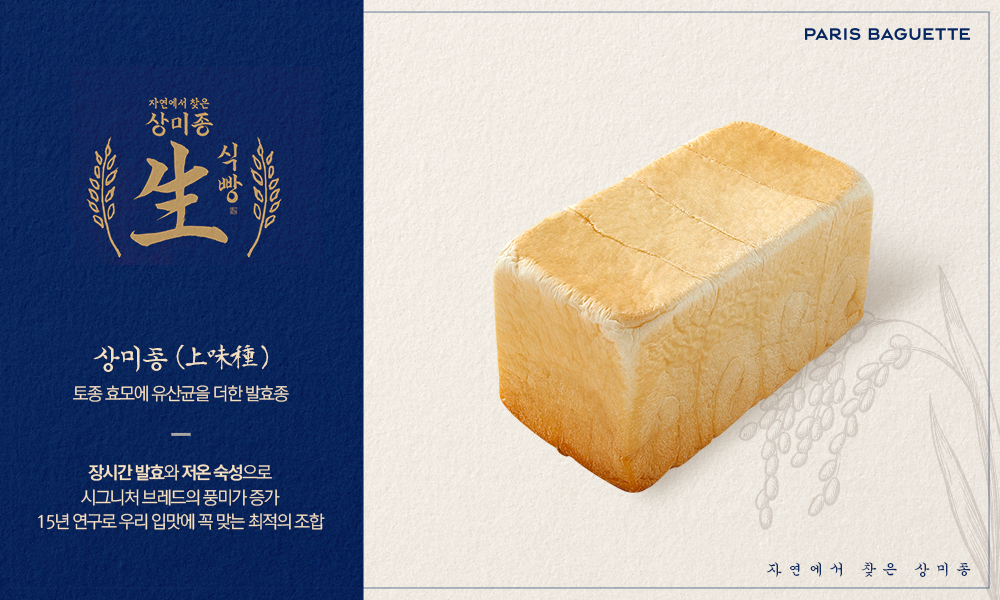 자연에서 찾은
상미종
生
식빵
상미종 (上味種)
토종 효모에 유산균을 더한 발효종
장시간 발효와 저온 숙성으로
시그니처 브레드의 풍미가 증가
15년 연구로 우리 입맛에 꼭 맞는 최적의 조합
PARIS BAGUETTE
자연에서 찾은 상미종